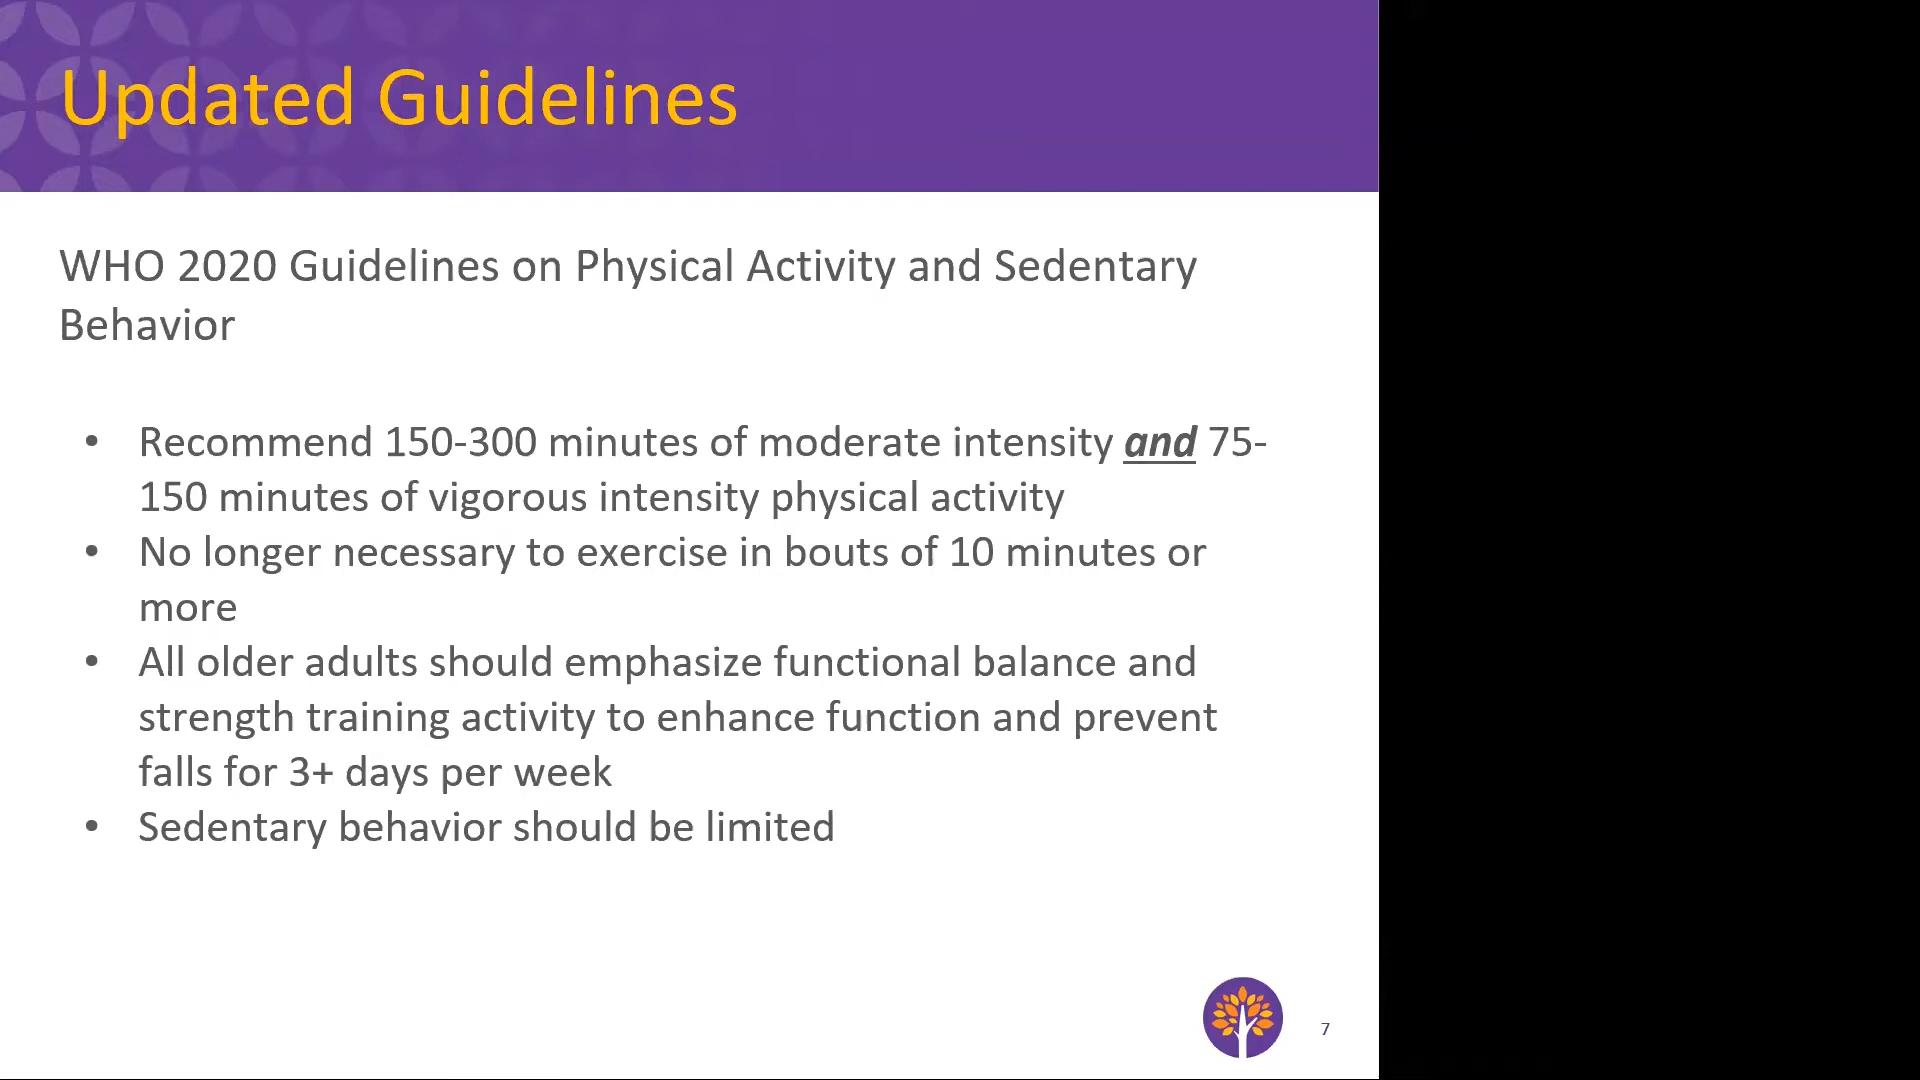 Updated Guidelines
WHO 2020 Guidelines on Physical Activity and Sedentary
Behavior
• Recommend 150-300 minutes of moderate intensity and 75-
150 minutes of vigorous intensity physical activity
• No longer necessary to exercise in bouts of 10 minutes or
more
• All older adults should emphasize functional balance and
strength training activity to enhance function and prevent
falls for 3+ days per week
• Sedentary behavior should be limited
7